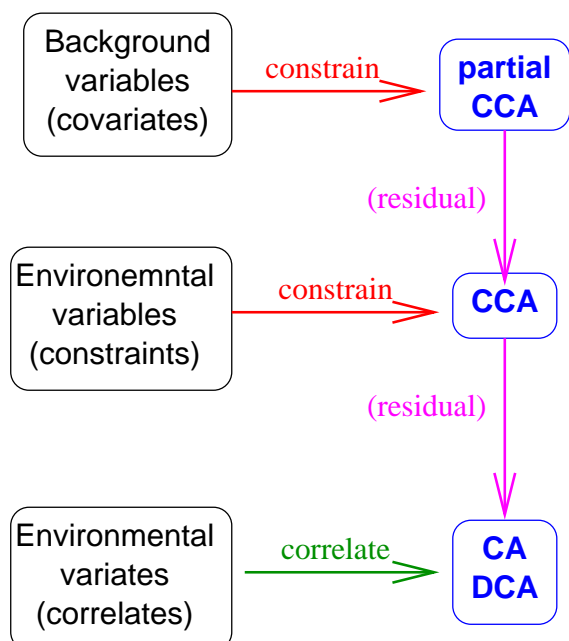 Background
variables
(covariates)
constrain
partial
CCA
(residual)
Environemntal
variables
(constraints)
constrain
CCA
(residual)
Environmental
variates
(correlates)
correlate
CA
DCA